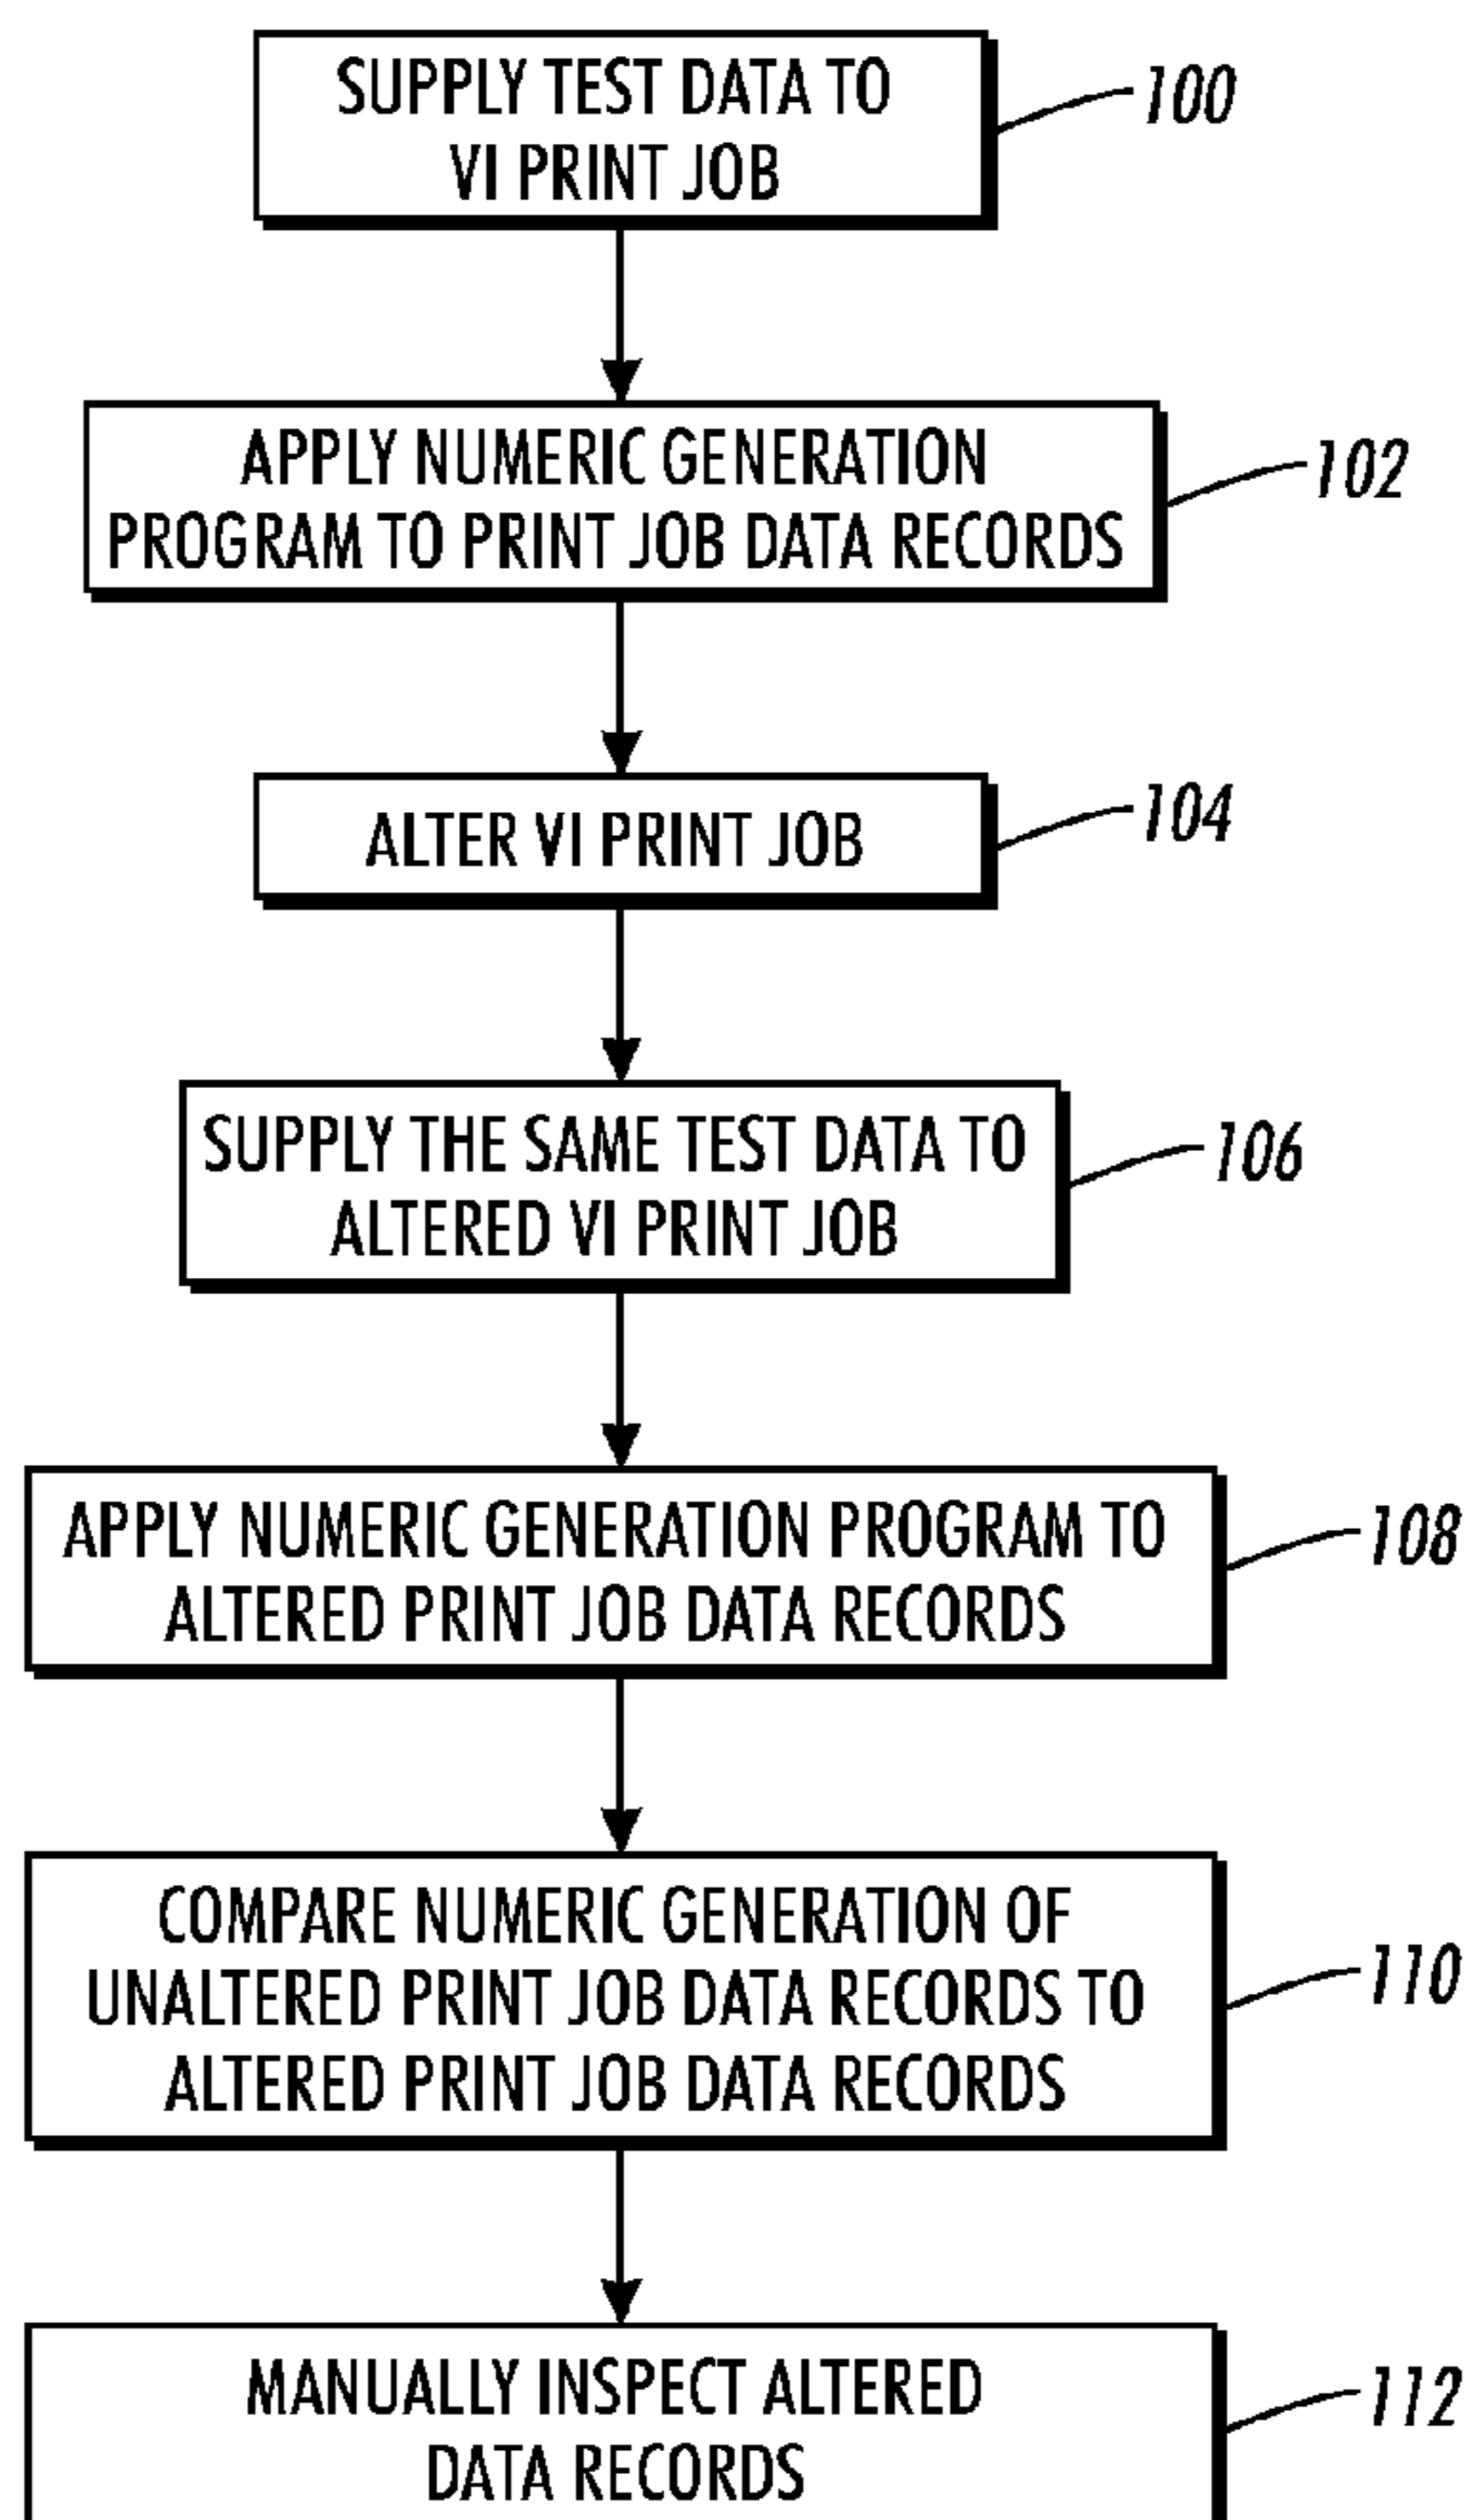 SUPPLY TEST DATA TO
VI PRINT JOB
100
APPLY NUMERIC GENERATION
PROGRAM TO PRINT JOB DATA RECORDS
102
ALTER VI PRINT JOB
104
SUPPLY THE SAME TEST DATA TO
ALTERED VI PRINT JOB
106
APPLY NUMERIC GENERATION PROGRAM TO
ALTERED PRINT JOB DATA RECORDS
108
COMPARE NUMERIC GENERATION OF
UNALTERED PRINT JOB DATA RECORDS TO
ALTERED PRINT JOB DATA RECORDS
110
MANUALLY INSPECT ALTERED
DATA RECORDS
112